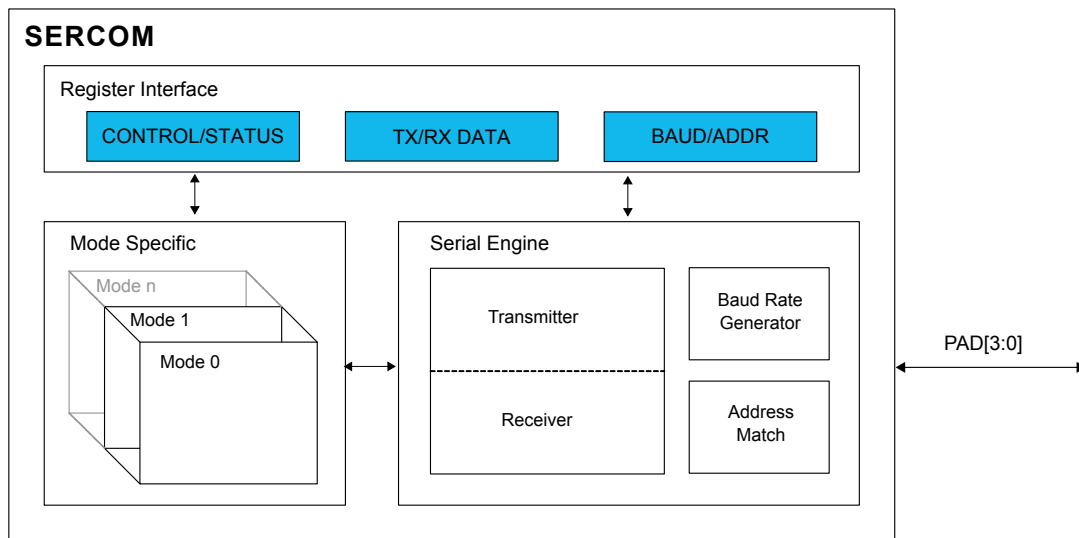 SERCOM
Register Interface
CONTROL/STATUS
TX/RX DATA
BAUD/ADDR
Mode Specific
Mode n
Mode 1
Mode 0
Serial Engine
Transmitter
Receiver
Baud Rate
Generator
Address
Match
PAD[3:0]